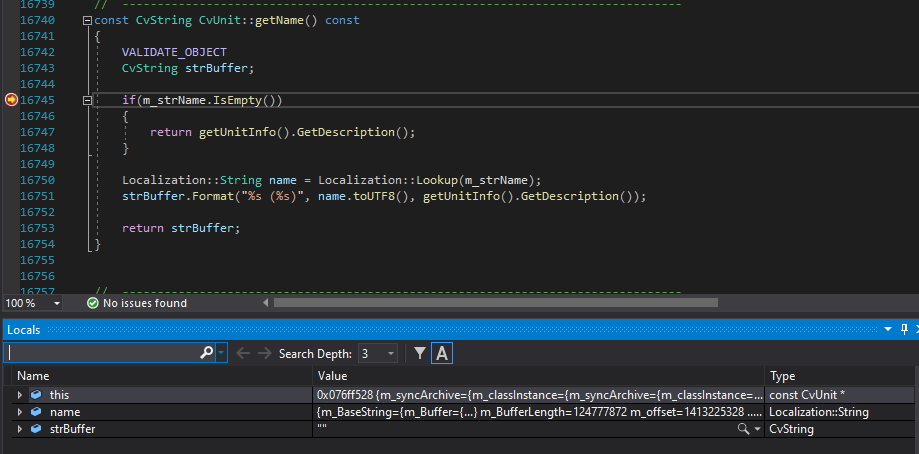 16739 // ---------------------------------------------------------------------------
16740 const CvString CvUnit::getName() const
16741 {
16742 VALIDATE_OBJECT
16743 CvString strBuffer;
16744
16745 if(m_strName.IsEmpty())
16746 {
16747 return getUnitInfo().GetDescription();
16748 }
16749
16750 Localization::String name = Localization::Lookup(m_strName);
16751 strBuffer.Format("%s (%s)", name.toUTF8(), getUnitInfo().GetDescription());
16752
16753 return strBuffer;
16754 }
16755
16756
16757 // ---------------------------------------------------------------------------
100 % No issues found
Locals
Search Depth: 3 A
Name Value Type
this 0x076ff528 {m_syncArchive={m_classInstance={m_syncArchive={m_classInstance=... const CvUnit *
name {m_BaseString={m_Buffer={...} m_BufferLength=124777872 m_offset=1413225328 ..... Localization::String
strBuffer "" CvString